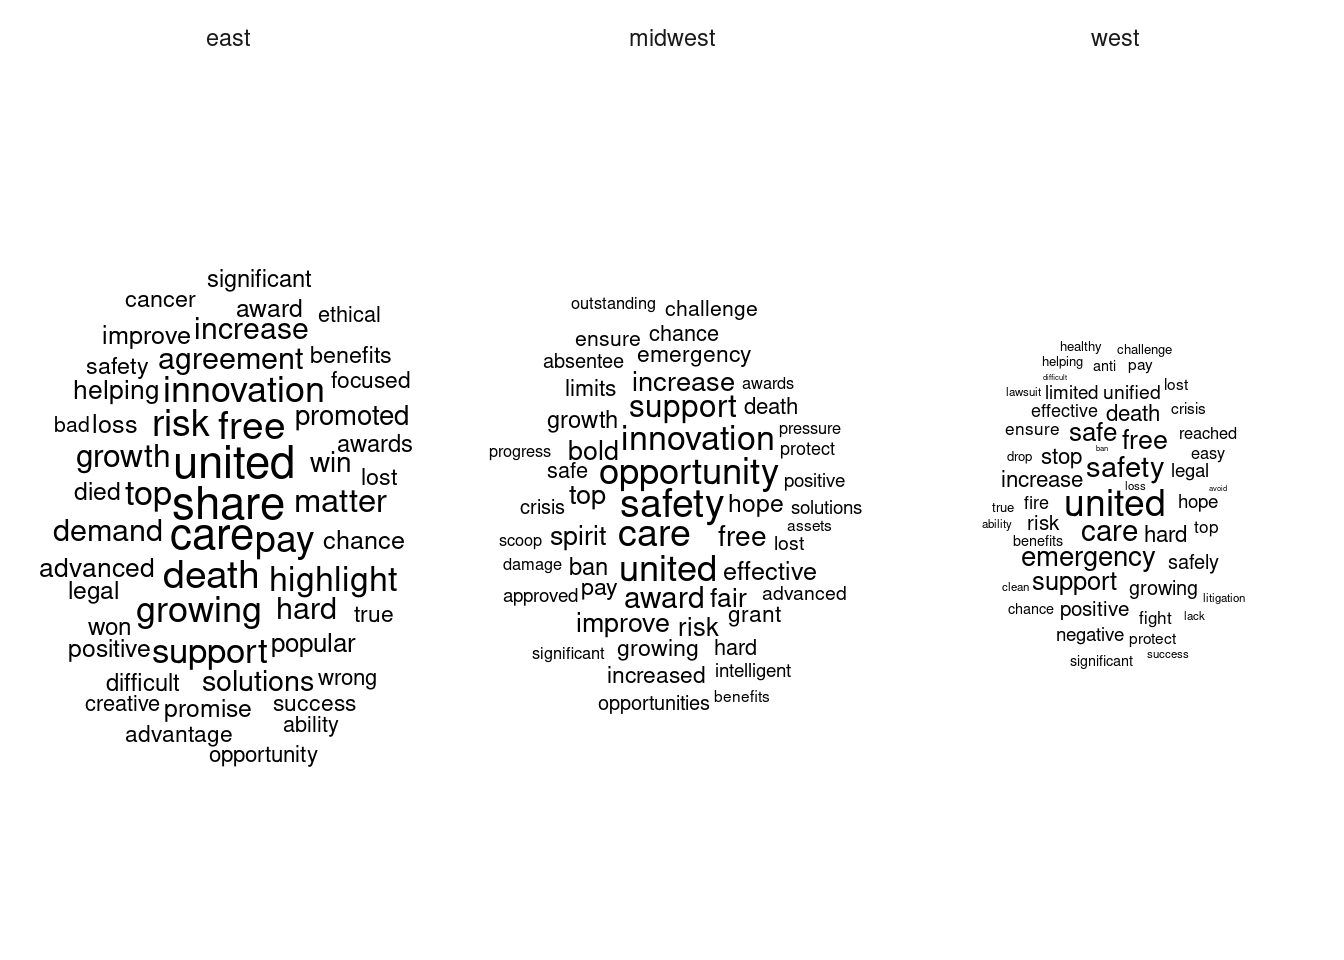 east
significant
cancer
award
ethical
improve increase
safety agreement benefits
helping innovation focused
bad loss risk free promoted
awards
growth united win
lost
died top share matter
demand care pay chance
advanced death highlight
legal
growing hard true
won
positive support popular
difficult solutions wrong
creative promise success
ability
advantage
opportunity
midwest
outstanding challenge
ensure chance
absentee emergency
limits increase awards
support death
growth innovation pressure
progress bold protect
safe opportunity positive
top safety hope solutions
crisis
assets
scoop spirit care free lost
damage ban united effective
approved pay award fair advanced
improve risk grant
significant growing hard
increased intelligent
opportunities benefits
west
healthy challenge
helping anti pay
difficult
lawsuit limited unified lost
effective death crisis
ensure safe free reached
ban
drop stop safety easy
legal
increase loss avoid
true fire united hope
ability risk care hard top
benefits
emergency safely
clean support growing litigation
chance positive fight lack
negative protect
significant success